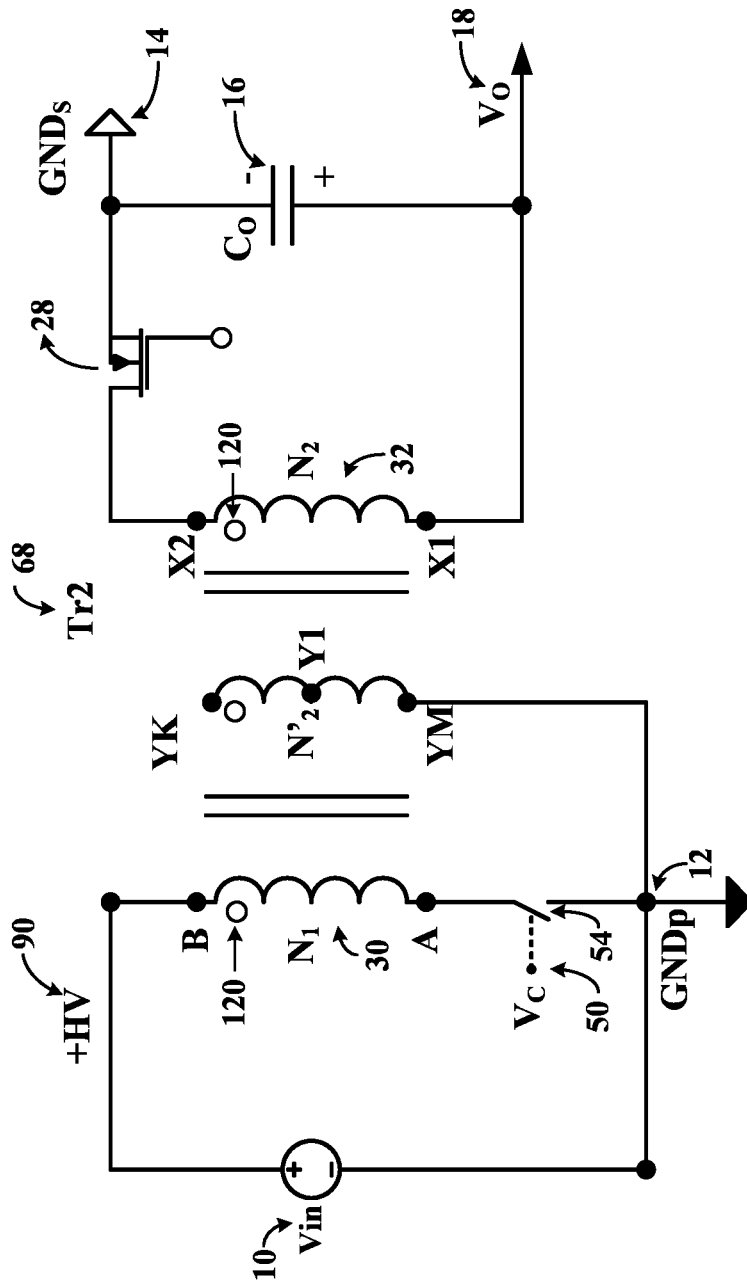 Tr2 68
+HV 90
GNDs 14
28
16
Co
-
+
Vo 18
X2
120
N2
32
X1
YK
N'2
Y1
YM
B
120
N1
30
A
Vc
50
54
12
GNDp
10
Vin
+
-